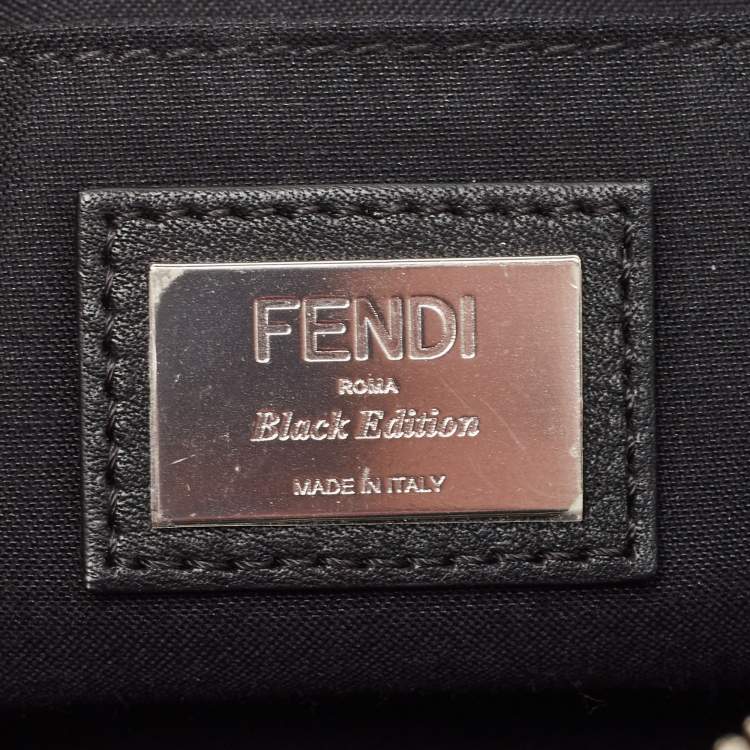 FENDI
ROMA
Black Edition
MADE IN ITALY